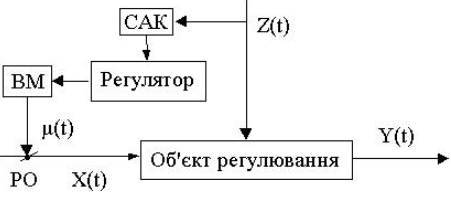 САК
Z(t)
ВМ
Регулятор
μ(t)
Y(t)
Об'єкт регулювання
РО
X(t)